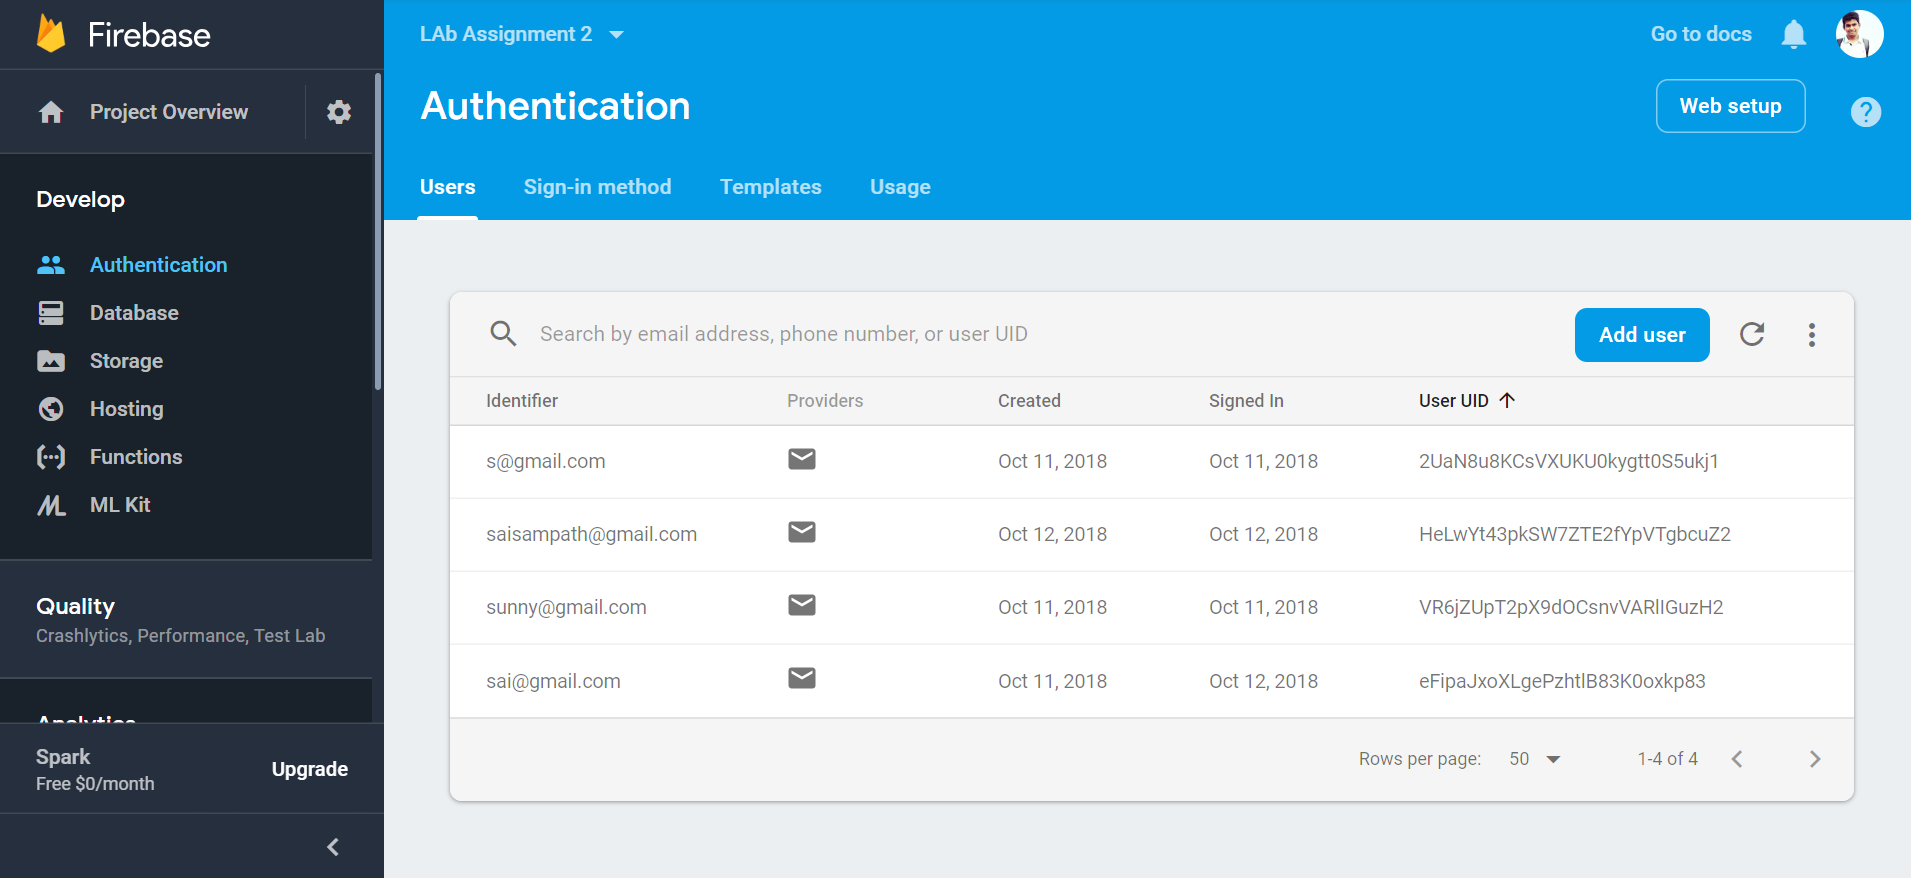 Firebase
Project Overview
Develop
Authentication
Database
Storage
Hosting
Functions
ML Kit
Quality
Crashlytics, Performance, Test Lab
Analytics
Spark
Free $0/month
Upgrade
LAb Assignment 2
Go to docs
Authentication
Web setup
?
Users Sign-in method Templates Usage
Search by email address, phone number, or user UID
Add user
Identifier Providers Created Signed In User UID
s@gmail.com Oct 11, 2018 Oct 11, 2018 2UaN8u8KCsVXUKU0kygtt0S5ukj1
saisampath@gmail.com Oct 12, 2018 Oct 12, 2018 HeLwYt43pkSW7ZTE2fYpVTgbcuZ2
sunny@gmail.com Oct 11, 2018 Oct 11, 2018 VR6jZUpT2pX9dOCsnvVARlIGuzH2
sai@gmail.com Oct 11, 2018 Oct 12, 2018 eFipaJxoXLgePzhtlB83K0oxkp83
Rows per page: 50 1-4 of 4